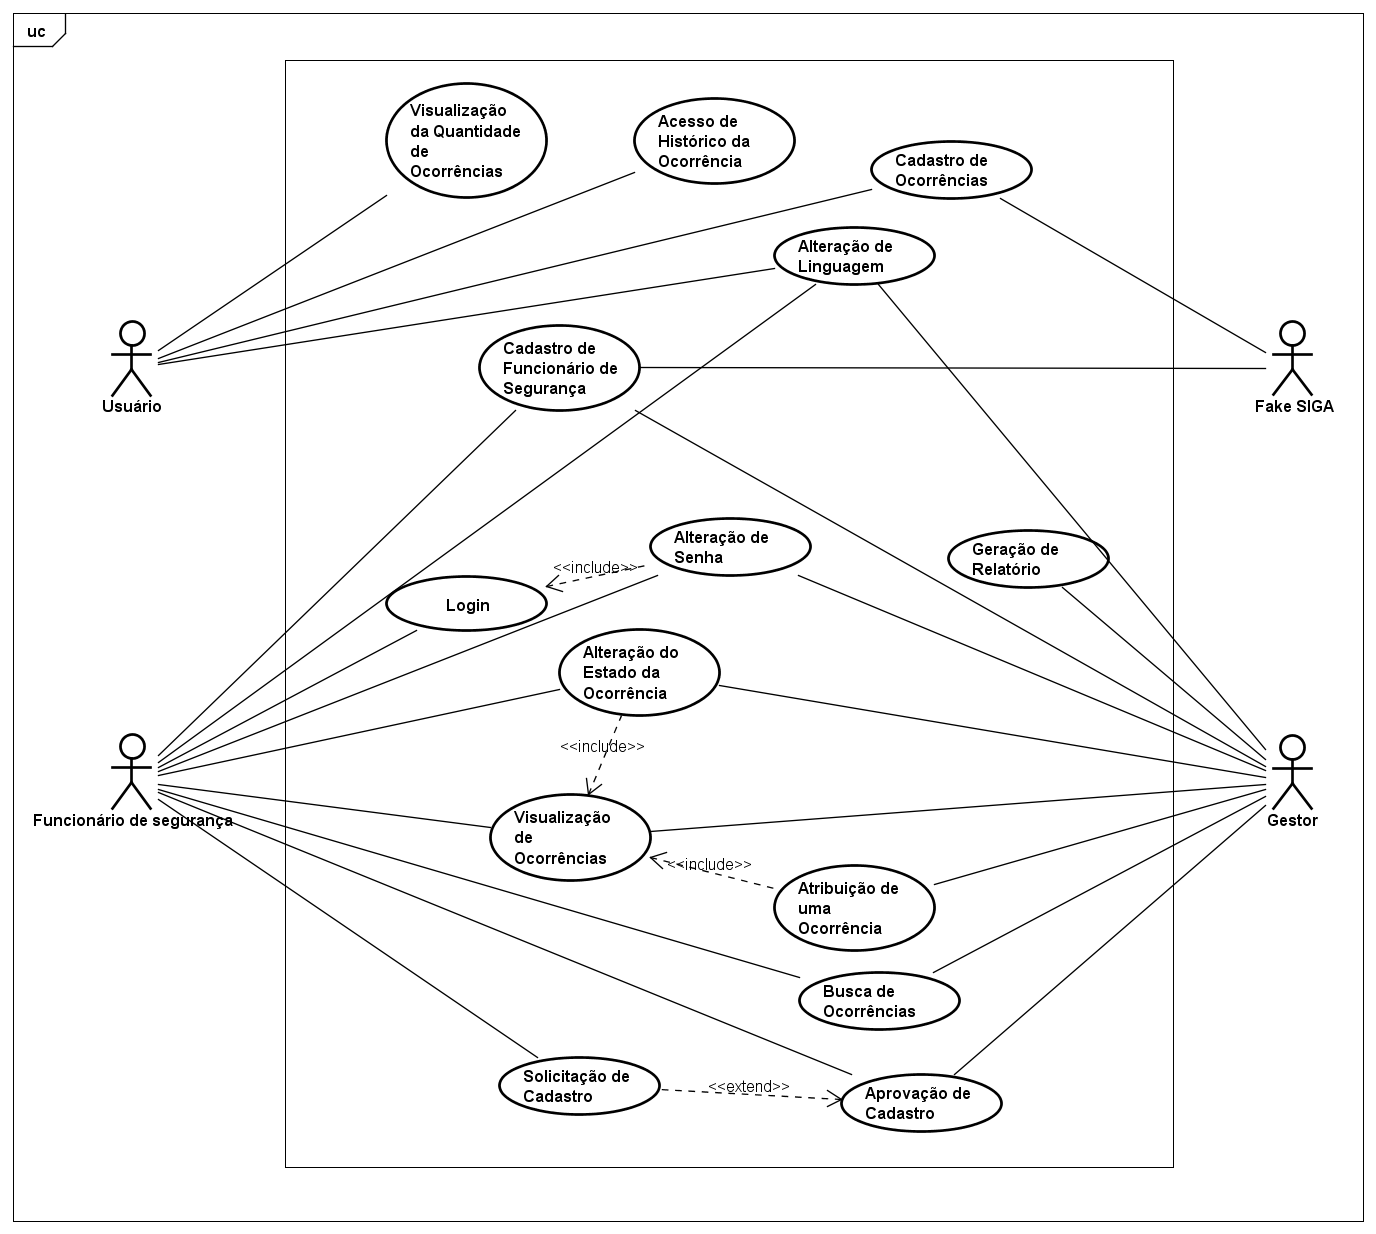 uc
Visualização
da Quantidade
de
Ocorrências
Acesso de
Histórico da
Ocorrência
Cadastro de
Ocorrências
Alteração de
Linguagem
Cadastro de
Funcionário de
Segurança
Usuário
Fake SIGA
Alteração de
Senha
Geração de
Relatório
<<include>>
Login
Alteração do
Estado da
Ocorrência
<<include>>
Funcionário de segurança
Gestor
Visualização
de
Ocorrências
<<include>>
Atribuição de
uma
Ocorrência
Busca de
Ocorrências
Solicitação de
Cadastro
<<extend>>
Aprovação de
Cadastro